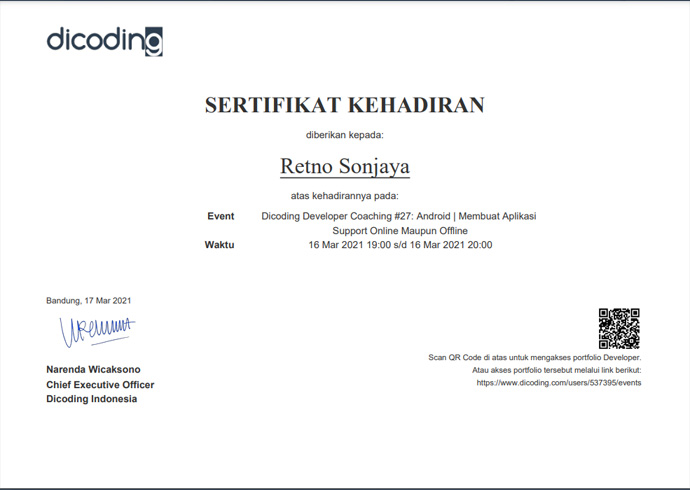 dicoding
SERTIFIKAT KEHADIRAN
diberikan kepada:
Retno Sonjaya
atas kehadirannya pada:
Event Dicoding Developer Coaching #27: Android | Membuat Aplikasi
Support Online Maupun Offline
Waktu 16 Mar 2021 19:00 s/d 16 Mar 2021 20:00
Bandung, 17 Mar 2021
Narenda Wicaksono
Chief Executive Officer
Dicoding Indonesia
Scan QR Code di atas untuk mengakses portfolio Developer.
Atau akses portfolio tersebut melalui link berikut:
https://www.dicoding.com/users/537395/events